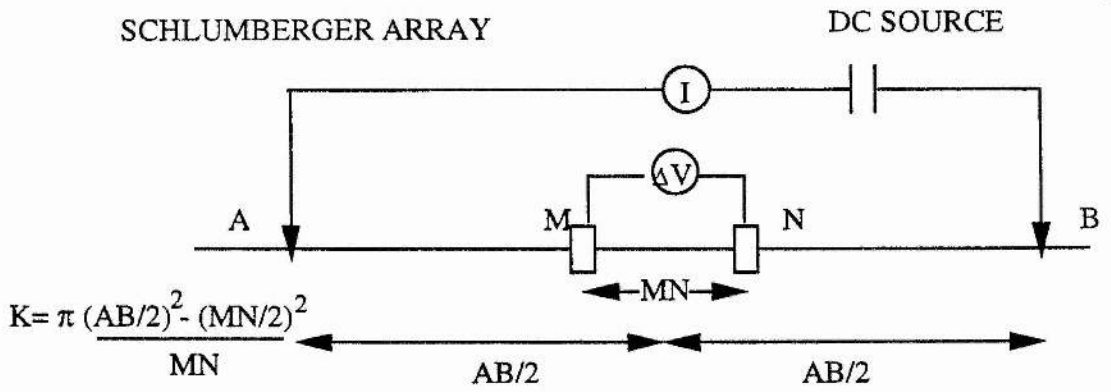 SCHLUMBERGER ARRAY
DC SOURCE
I
ΔV
A
M
N
B
MN
K= π (AB/2)² - (MN/2)²
MN
AB/2
AB/2